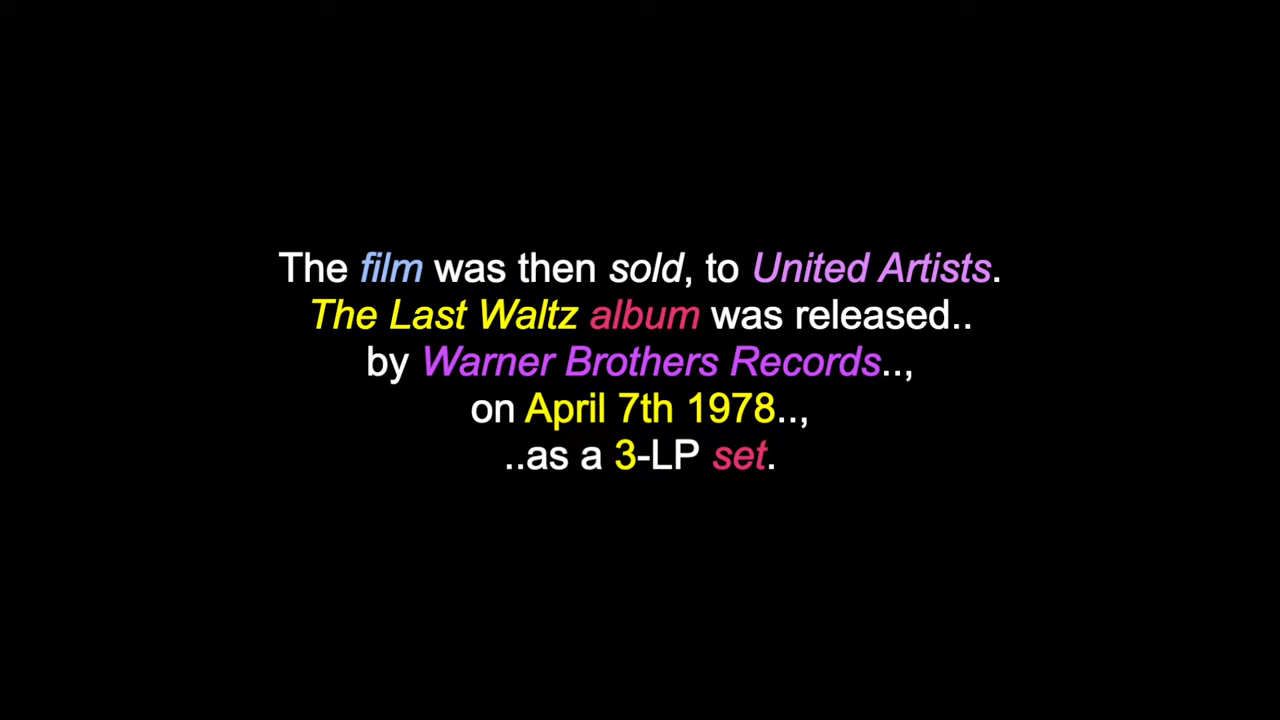 The film was then sold, to United Artists.
The Last Waltz album was released..
by Warner Brothers Records..,
on April 7th 1978..,
..as a 3-LP set.